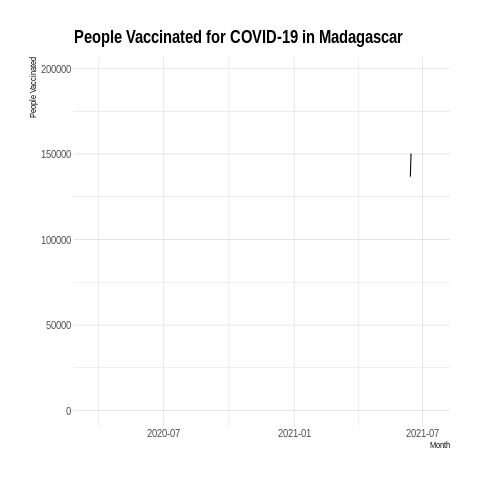 People Vaccinated for COVID-19 in Madagascar
People Vaccinated
200000
150000
100000
50000
0
2020-07
2021-01
2021-07
Month